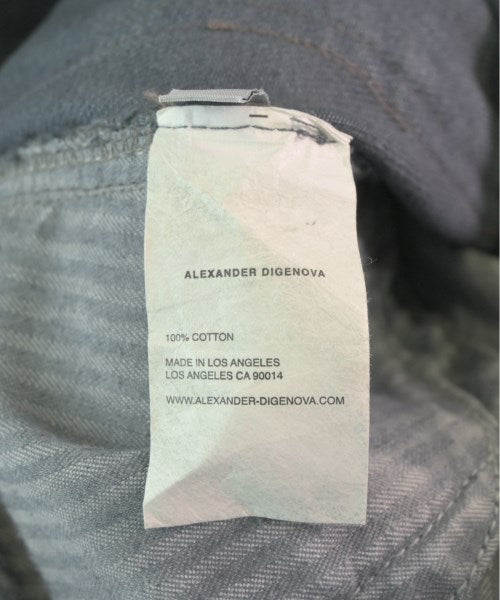 ALEXANDER DIGENOVA
100% COTTON
MADE IN LOS ANGELES
LOS ANGELES CA 90014
WWW.ALEXANDER-DIGENOVA.COM